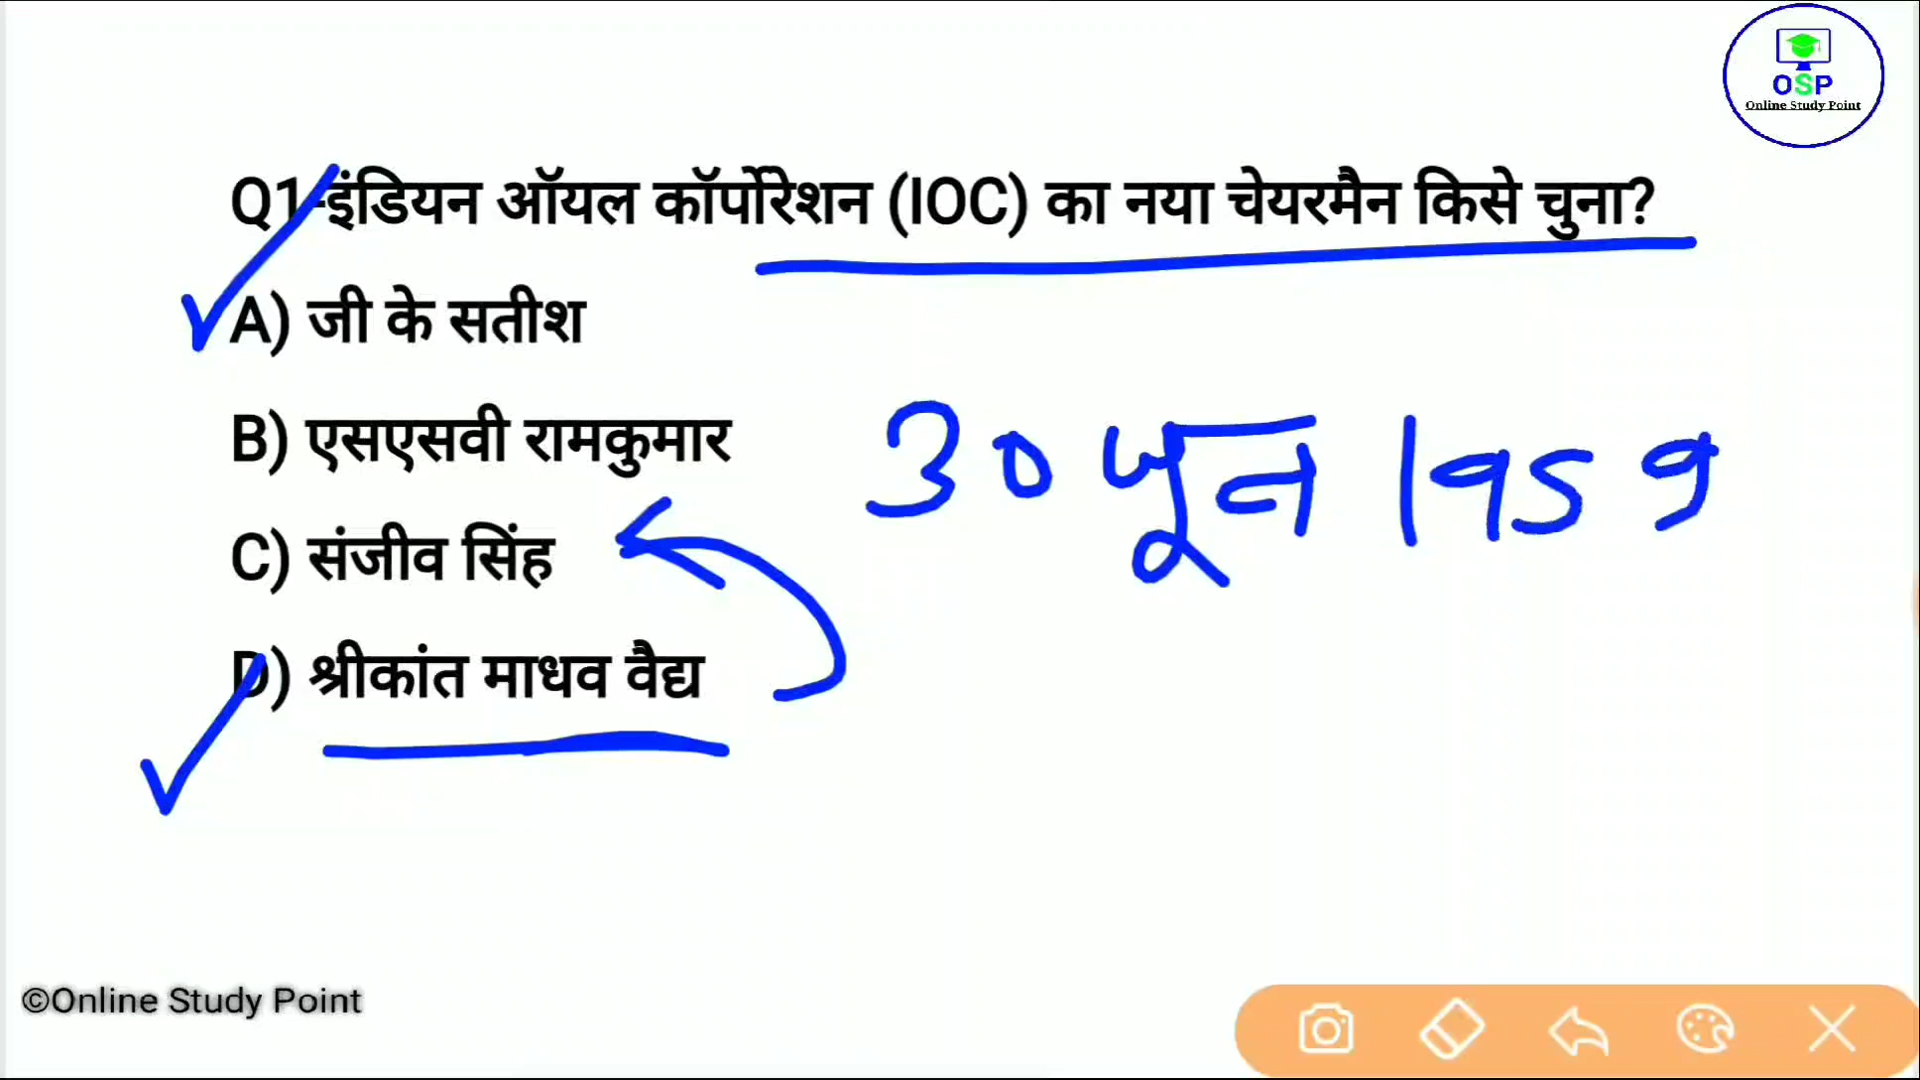 OSP
Online Study Point
Q1-इंडियन ऑयल कॉर्पोरेशन (IOC) का नया चेयरमैन किसे चुना?
A) जी के सतीश
B) एसएसवी रामकुमार
30 जून 1959
C) संजीव सिंह
D) श्रीकांत माधव वैद्य
©Online Study Point